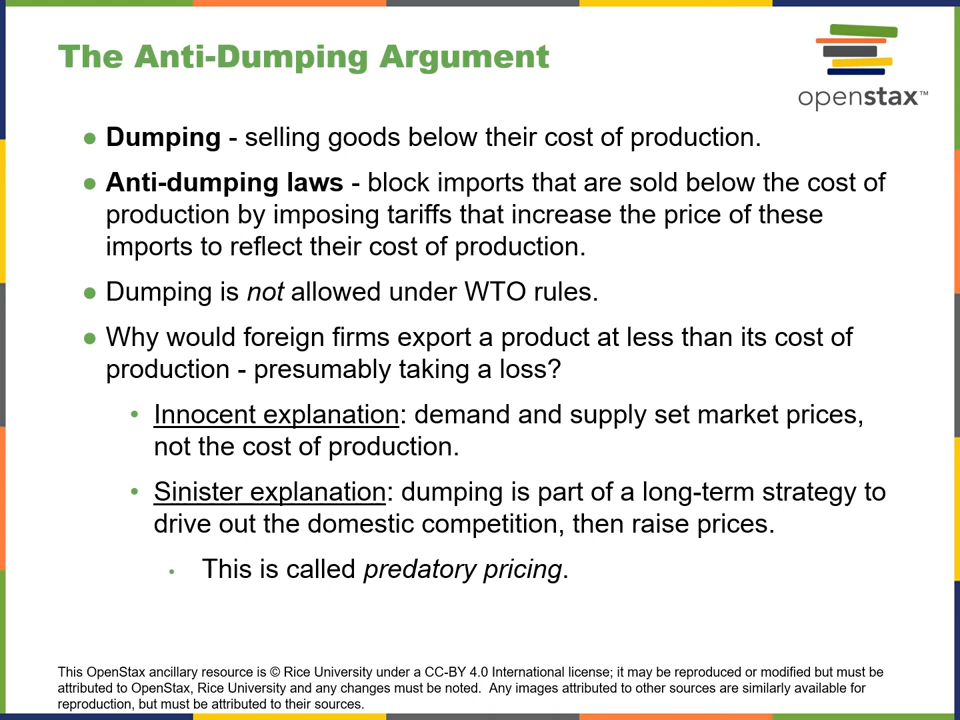 The Anti-Dumping Argument
openstax™
● Dumping - selling goods below their cost of production.
● Anti-dumping laws - block imports that are sold below the cost of
production by imposing tariffs that increase the price of these
imports to reflect their cost of production.
● Dumping is not allowed under WTO rules.
● Why would foreign firms export a product at less than its cost of
production - presumably taking a loss?
• Innocent explanation: demand and supply set market prices,
not the cost of production.
• Sinister explanation: dumping is part of a long-term strategy to
drive out the domestic competition, then raise prices.
• This is called predatory pricing.
This OpenStax ancillary resource is © Rice University under a CC-BY 4.0 International license; it may be reproduced or modified but must be
attributed to OpenStax, Rice University and any changes must be noted.  Any images attributed to other sources are similarly available for
reproduction, but must be attributed to their sources.